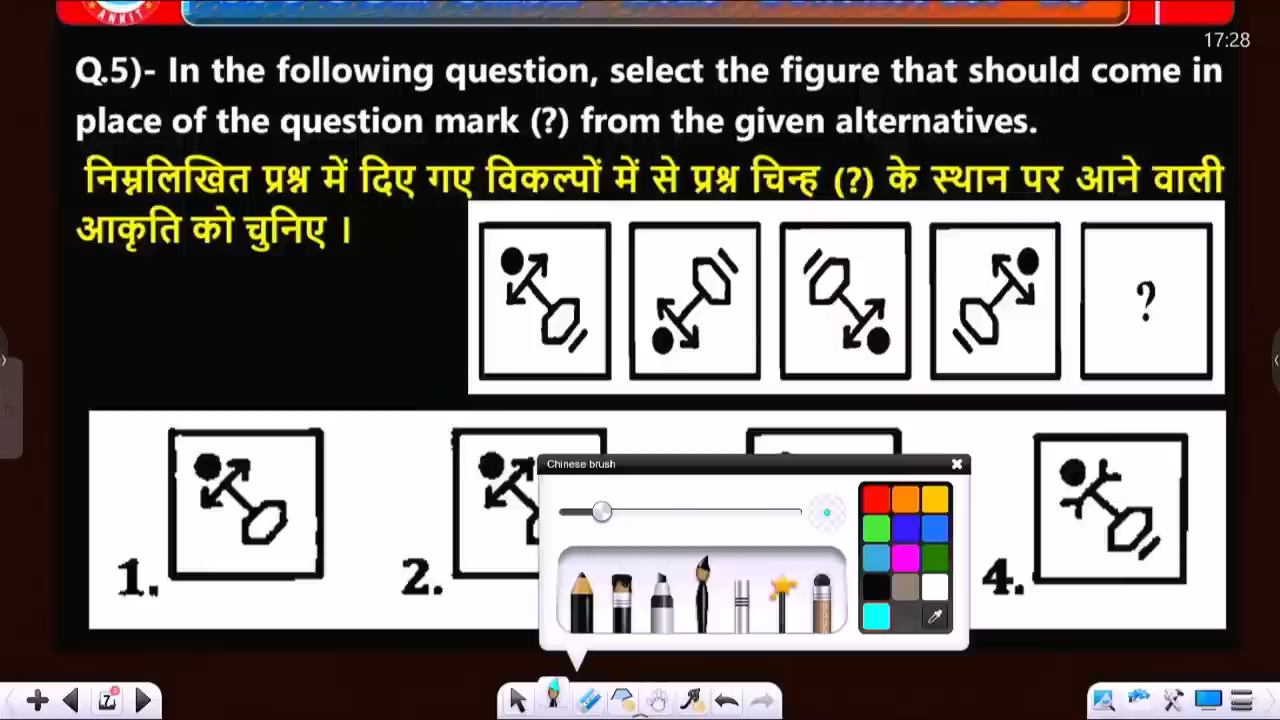 ANKIT
17:28
Q.5)- In the following question, select the figure that should come in
place of the question mark (?) from the given alternatives.
निम्नलिखित प्रश्न में दिए गए विकल्पों में से प्रश्न चिन्ह (?) के स्थान पर आने वाली
आकृति को चुनिए ।
?
Chinese brush
1.
2.
4.